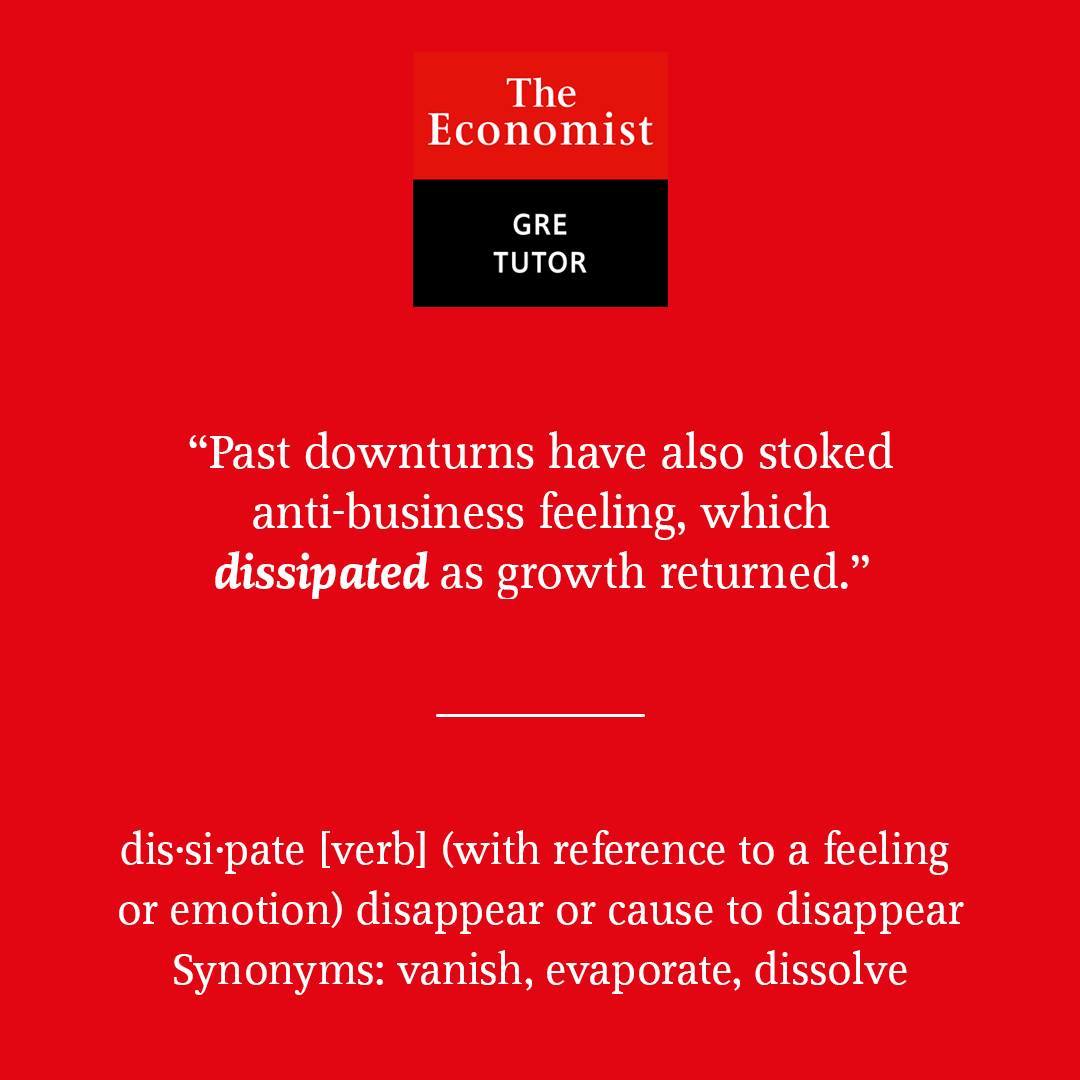 The
Economist
GRE
TUTOR
“Past downturns have also stoked
anti-business feeling, which
dissipated as growth returned.”
dis·si·pate [verb] (with reference to a feeling
or emotion) disappear or cause to disappear
Synonyms: vanish, evaporate, dissolve